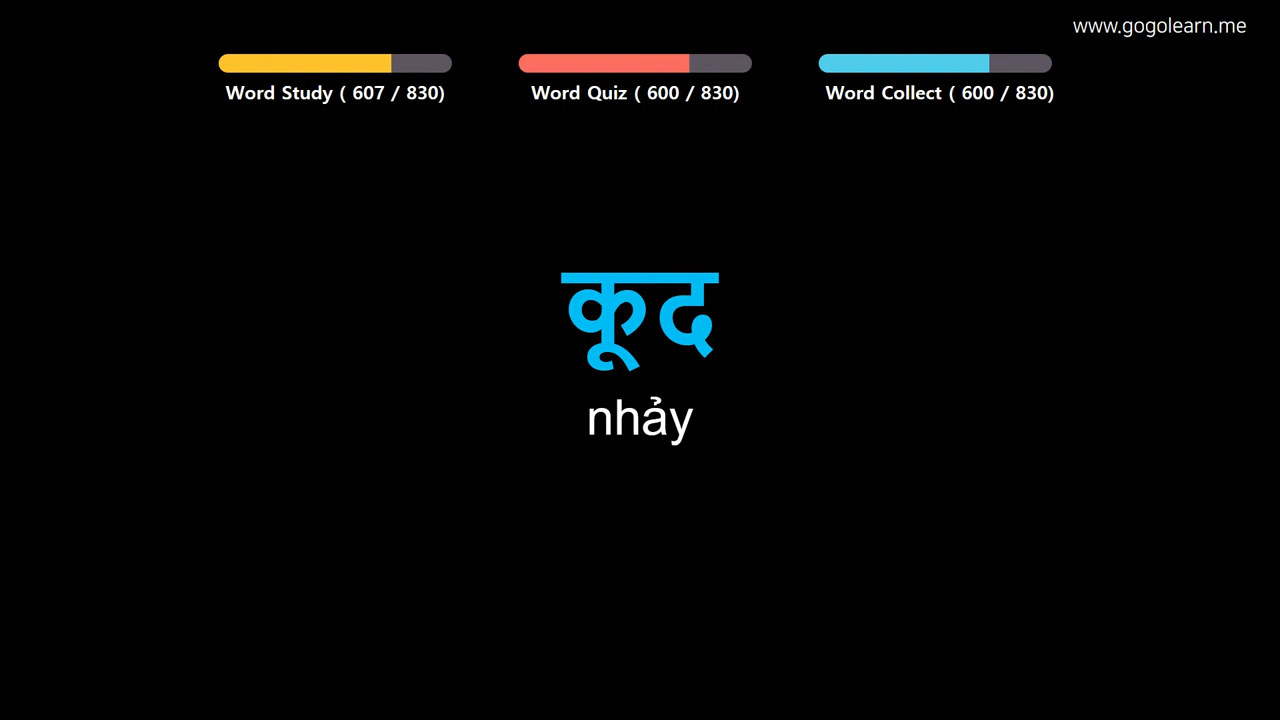 www.gogolearn.me
Word Study ( 607 / 830)
Word Quiz ( 600 / 830)
Word Collect ( 600 / 830)
कूद
nhảy